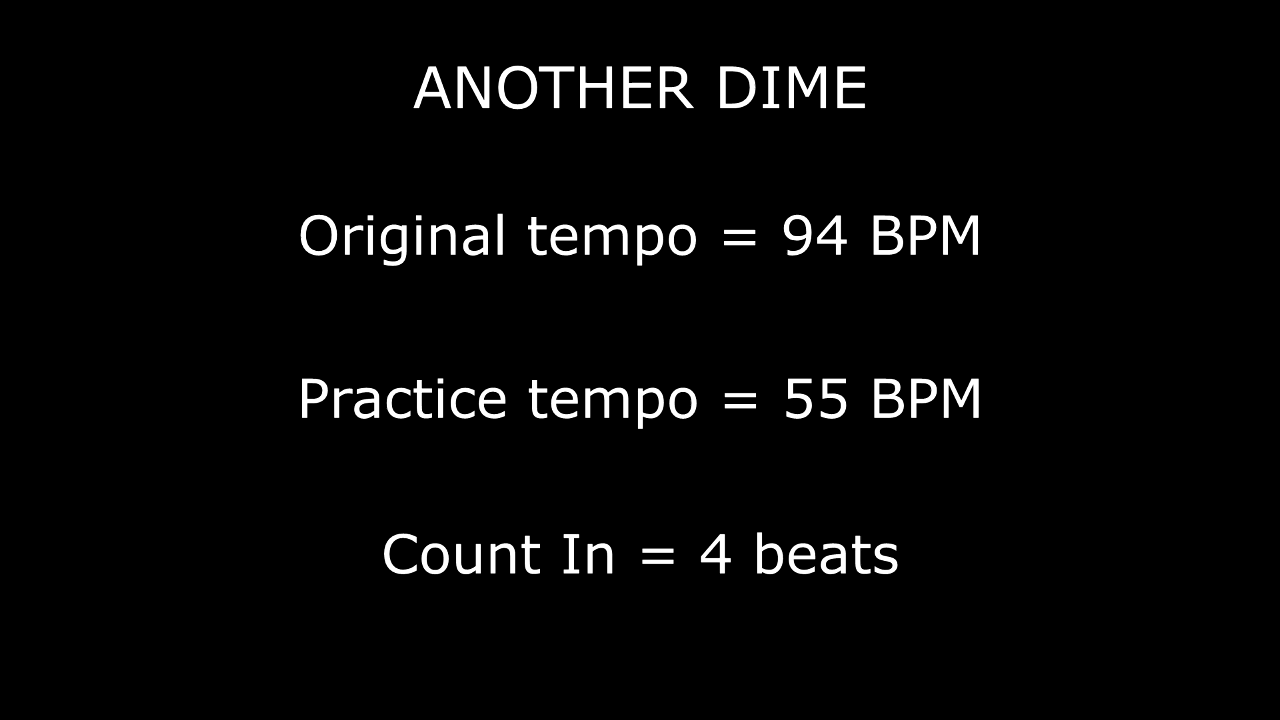 ANOTHER DIME
Original tempo = 94 BPM
Practice tempo = 55 BPM
Count In = 4 beats